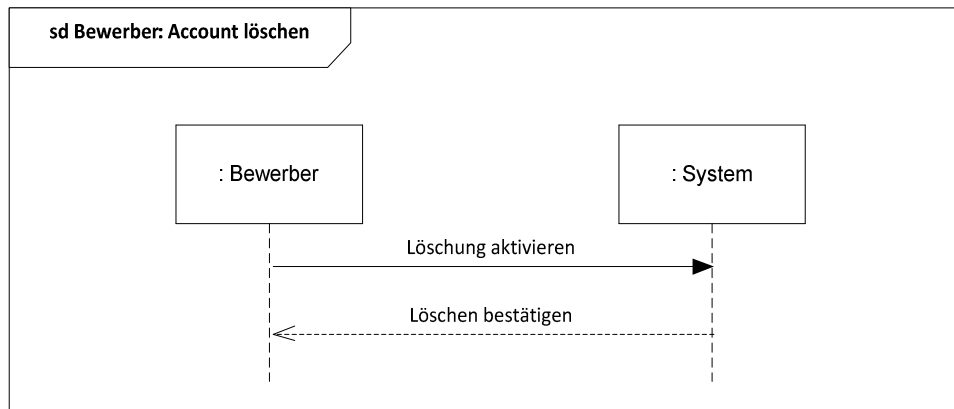 sd Bewerber: Account löschen
: Bewerber
: System
Löschung aktivieren
Löschen bestätigen